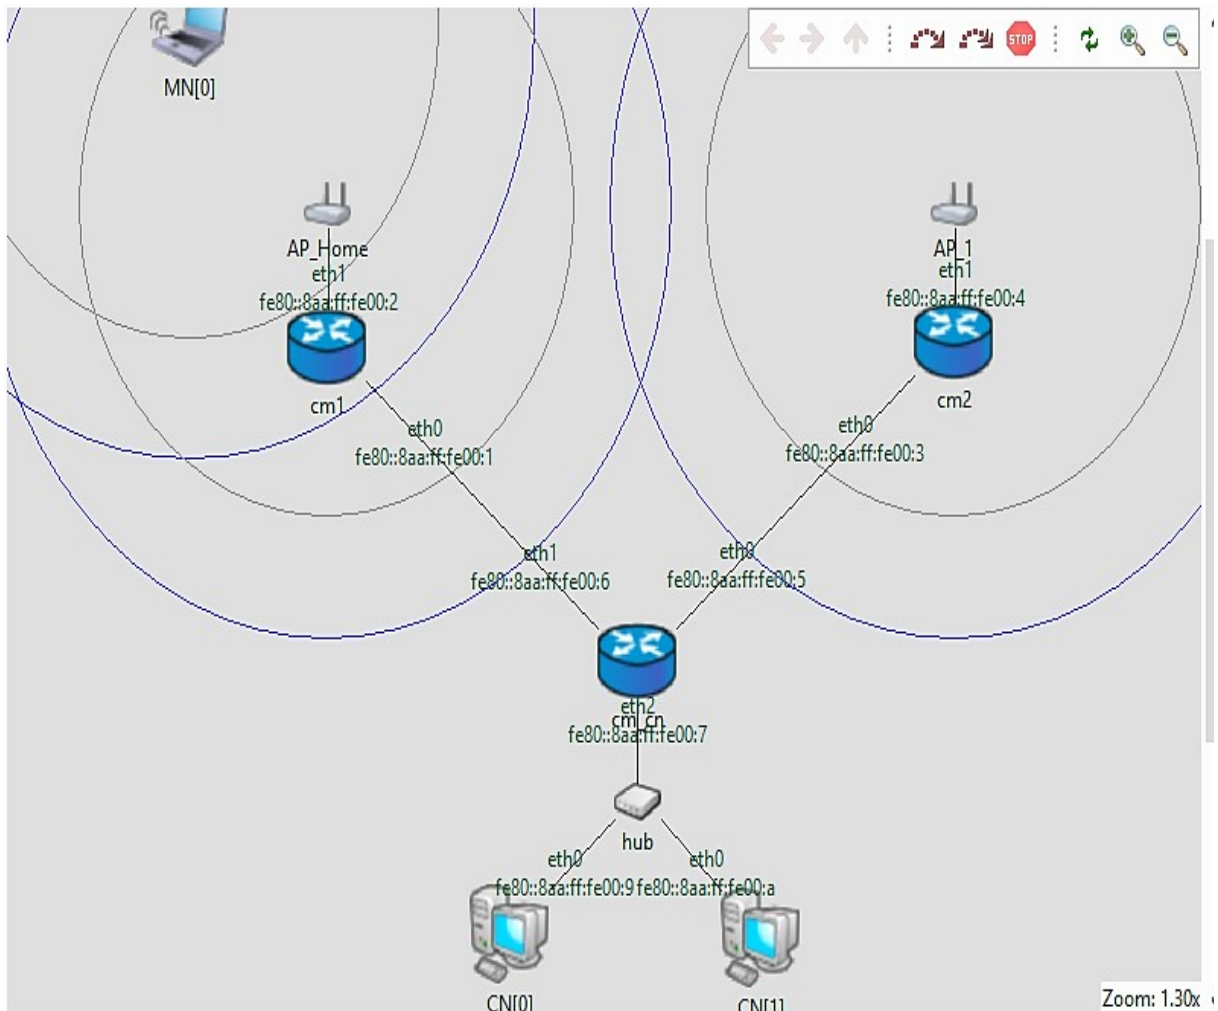 STOP
MN[0]
AP_Home
eth1
fe80::8aa:ff:fe00:2
cm1
AP_1
eth1
fe80::8aa:ff:fe00:4
cm2
eth0
fe80::8aa:ff:fe00:1
eth0
fe80::8aa:ff:fe00:3
eth1
fe80::8aa:ff:fe00:6
eth0
fe80::8aa:ff:fe00:5
eth2
cm_cn
fe80::8aa:ff:fe00:7
hub
eth0
fe80::8aa:ff:fe00:9
eth0
fe80::8aa:ff:fe00:a
CN[0]
CN[1]
Zoom: 1.30x